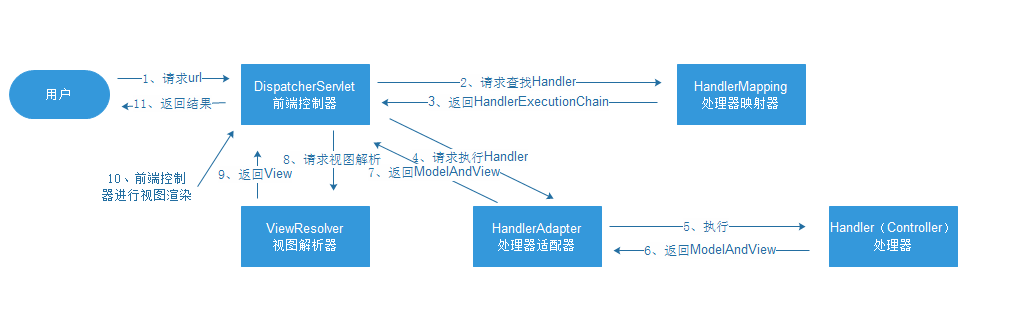 1、请求url
用户
11、返回结果
DispatcherServlet
前端控制器
2、请求查找Handler
3、返回HandlerExecutionChain
HandlerMapping
处理器映射器
4、请求执行Handler
7、返回ModelAndView
8、请求视图解析
9、返回View
10、前端控制
器进行视图渲染
ViewResolver
视图解析器
HandlerAdapter
处理器适配器
5、执行
6、返回ModelAndView
Handler（Controller）
处理器